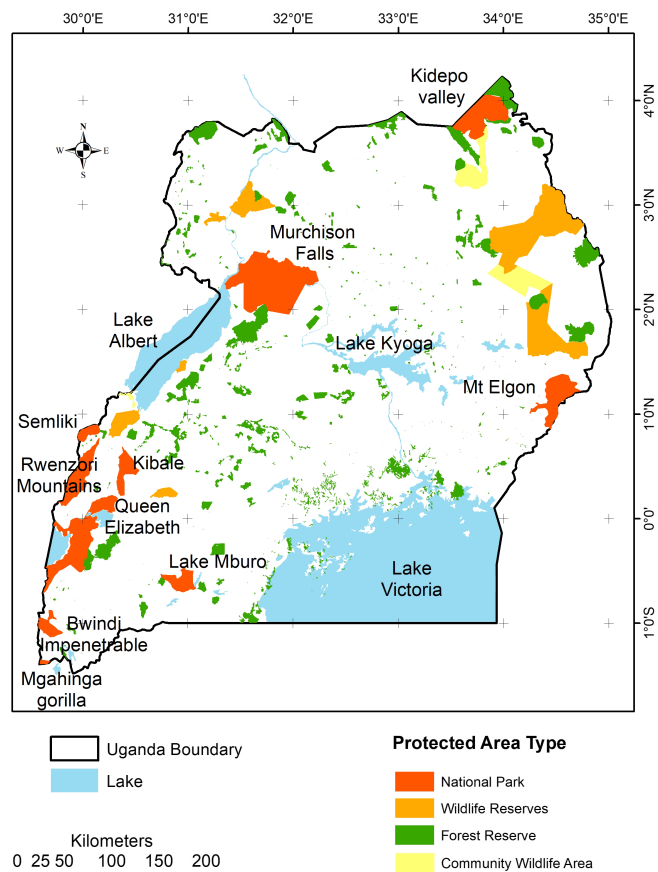 30°0'E 31°0'E 32°0'E 33°0'E 34°0'E 35°0'E
Kidepo
valley
4°0'N
N
W E
S
3°0'N
Murchison
Falls
2°0'N
Lake
Albert
Lake Kyoga
Mt Elgon
1°0'N
Semliki
Rwenzori
Mountains
Kibale
Queen
Elizabeth
0°0'
Lake Mburo
Lake
Victoria
1°0'S
Bwindi
Impenetrable
Mgahinga
gorilla
Uganda Boundary
Lake
Protected Area Type
National Park
Wildlife Reserves
Forest Reserve
Community Wildlife Area
Kilometers
0 25 50 100 150 200